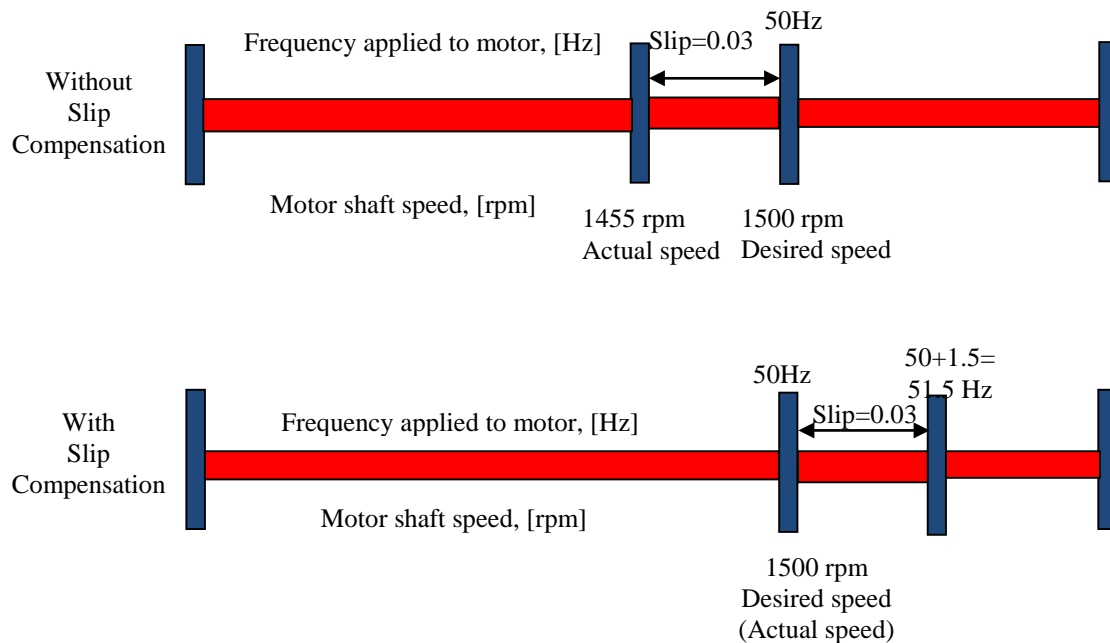 Without
Slip
Compensation
Frequency applied to motor, [Hz]
Slip=0.03
50Hz
Motor shaft speed, [rpm]
1455 rpm
Actual speed
1500 rpm
Desired speed
With
Slip
Compensation
Frequency applied to motor, [Hz]
50Hz
Slip=0.03
50+1.5=
51.5 Hz
Motor shaft speed, [rpm]
1500 rpm
Desired speed
(Actual speed)